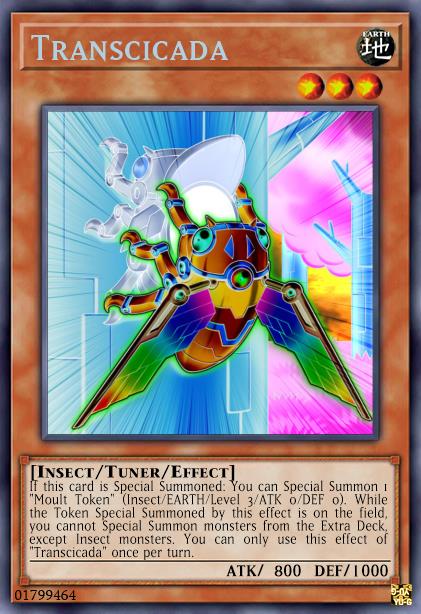 Transcicada
EARTH
地
[Insect/Tuner/Effect]
If this card is Special Summoned: You can Special Summon 1
"Moult Token" (Insect/EARTH/Level 3/ATK 0/DEF 0). While
the Token Special Summoned by this effect is on the field,
you cannot Special Summon monsters from the Extra Deck,
except Insect monsters. You can only use this effect of
"Transcicada" once per turn.
ATK/ 800 DEF/1000
01799464